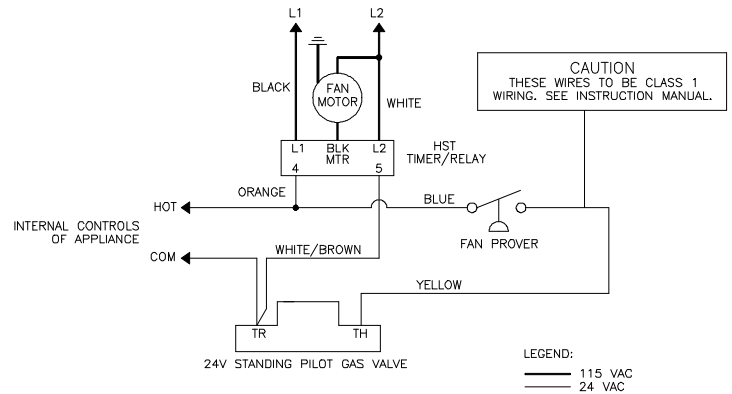 L1
L2
BLACK
FAN
MOTOR
WHITE
CAUTION
THESE WIRES TO BE CLASS 1
WIRING. SEE INSTRUCTION MANUAL.
L1
BLK
MTR
L2
4
5
HST
TIMER/RELAY
ORANGE
HOT
BLUE
INTERNAL CONTROLS
OF APPLIANCE
FAN PROVER
COM
WHITE/BROWN
YELLOW
TR
TH
24V STANDING PILOT GAS VALVE
LEGEND:
115 VAC
24 VAC